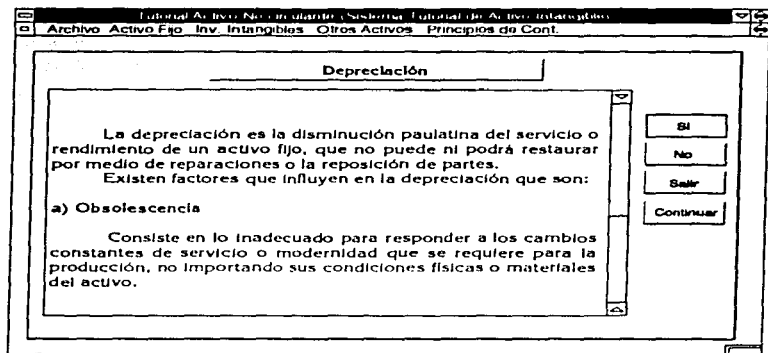 Tutorial Activo No circulante (Sistema Tutorial de Activo Intangible)
Archivo Activo Fijo Inv. Intangibles Otros Activos Principios de Cont.
Depreciación
La depreciación es la disminución paulatina del servicio o
rendimiento de un activo fijo, que no puede ni podrá restaurar
por medio de reparaciones o la reposición de partes.
Existen factores que influyen en la depreciación que son:
a) Obsolescencia
Consiste en lo inadecuado para responder a los cambios
constantes de servicio o modernidad que se requiere para la
producción, no importando sus condiciones físicas o materiales
del activo.
Si
No
Salir
Continuar